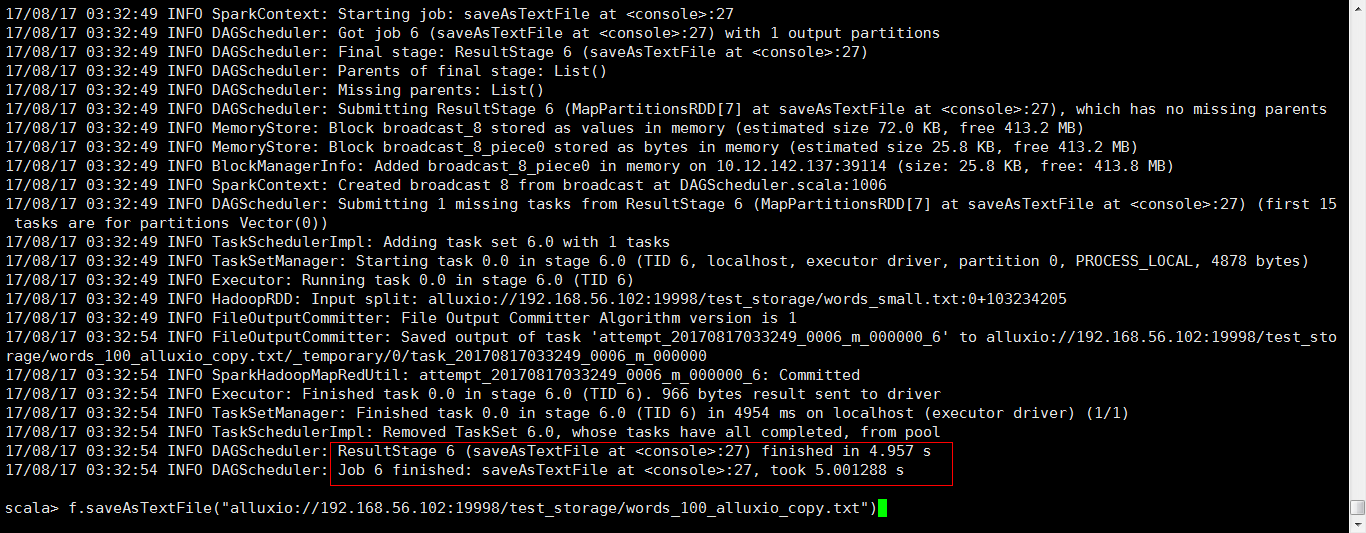 17/08/17 03:32:49 INFO SparkContext: Starting job: saveAsTextFile at <console>:27
17/08/17 03:32:49 INFO DAGScheduler: Got job 6 (saveAsTextFile at <console>:27) with 1 output partitions
17/08/17 03:32:49 INFO DAGScheduler: Final stage: ResultStage 6 (saveAsTextFile at <console>:27)
17/08/17 03:32:49 INFO DAGScheduler: Parents of final stage: List()
17/08/17 03:32:49 INFO DAGScheduler: Missing parents: List()
17/08/17 03:32:49 INFO DAGScheduler: Submitting ResultStage 6 (MapPartitionsRDD[7] at saveAsTextFile at <console>:27), which has no missing parents
17/08/17 03:32:49 INFO MemoryStore: Block broadcast_8 stored as values in memory (estimated size 72.0 KB, free 413.2 MB)
17/08/17 03:32:49 INFO MemoryStore: Block broadcast_8_piece0 stored as bytes in memory (estimated size 25.8 KB, free 413.2 MB)
17/08/17 03:32:49 INFO BlockManagerInfo: Added broadcast_8_piece0 in memory on 10.12.142.137:39114 (size: 25.8 KB, free: 413.8 MB)
17/08/17 03:32:49 INFO SparkContext: Created broadcast 8 from broadcast at DAGScheduler.scala:1006
17/08/17 03:32:49 INFO DAGScheduler: Submitting 1 missing tasks from ResultStage 6 (MapPartitionsRDD[7] at saveAsTextFile at <console>:27) (first 15
 tasks are for partitions Vector(0))
17/08/17 03:32:49 INFO TaskSchedulerImpl: Adding task set 6.0 with 1 tasks
17/08/17 03:32:49 INFO TaskSetManager: Starting task 0.0 in stage 6.0 (TID 6, localhost, executor driver, partition 0, PROCESS_LOCAL, 4878 bytes)
17/08/17 03:32:49 INFO Executor: Running task 0.0 in stage 6.0 (TID 6)
17/08/17 03:32:49 INFO HadoopRDD: Input split: alluxio://192.168.56.102:19998/test_storage/words_small.txt:0+103234205
17/08/17 03:32:49 INFO FileOutputCommitter: File Output Committer Algorithm version is 1
17/08/17 03:32:54 INFO FileOutputCommitter: Saved output of task 'attempt_20170817033249_0006_m_000000_6' to alluxio://192.168.56.102:19998/test_sto
rage/words_100_alluxio_copy.txt/_temporary/0/task_20170817033249_0006_m_000000
17/08/17 03:32:54 INFO SparkHadoopMapRedUtil: attempt_20170817033249_0006_m_000000_6: Committed
17/08/17 03:32:54 INFO Executor: Finished task 0.0 in stage 6.0 (TID 6). 966 bytes result sent to driver
17/08/17 03:32:54 INFO TaskSetManager: Finished task 0.0 in stage 6.0 (TID 6) in 4954 ms on localhost (executor driver) (1/1)
17/08/17 03:32:54 INFO TaskSchedulerImpl: Removed TaskSet 6.0, whose tasks have all completed, from pool
17/08/17 03:32:54 INFO DAGScheduler: ResultStage 6 (saveAsTextFile at <console>:27) finished in 4.957 s
17/08/17 03:32:54 INFO DAGScheduler: Job 6 finished: saveAsTextFile at <console>:27, took 5.001288 s
scala> f.saveAsTextFile("alluxio://192.168.56.102:19998/test_storage/words_100_alluxio_copy.txt")